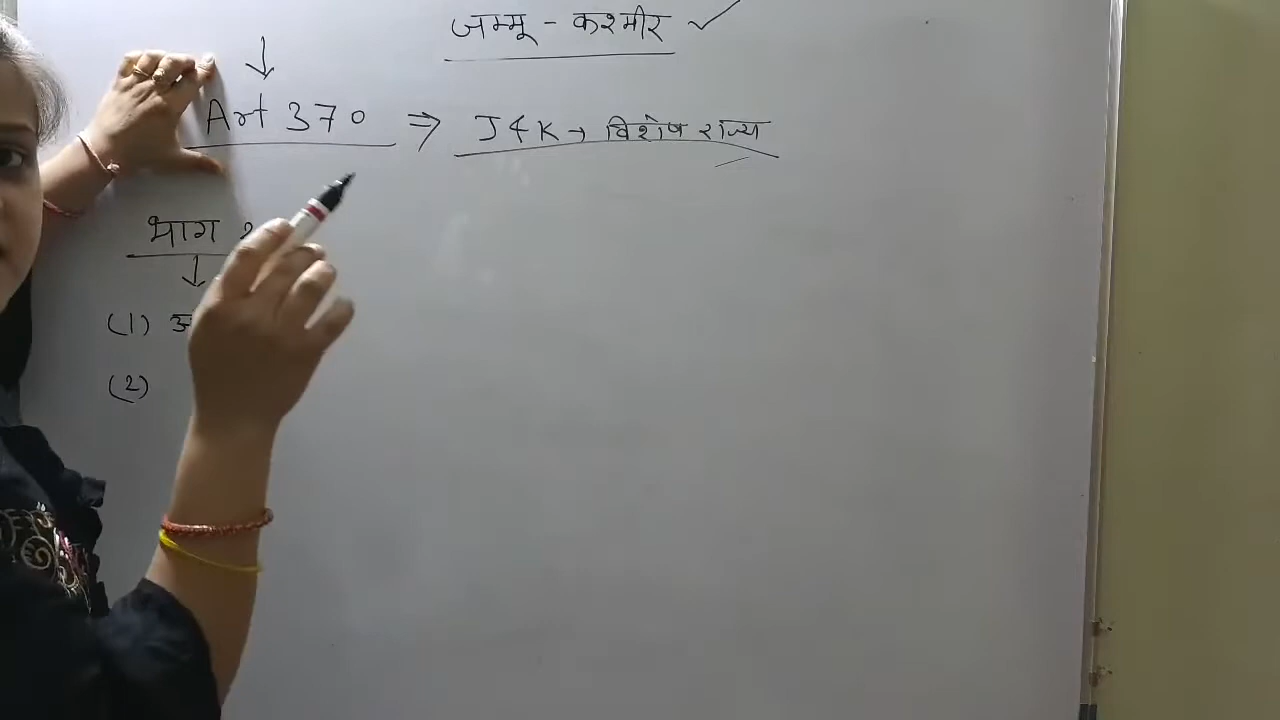 जम्मू - कश्मीर ✓
↓
Art 370 ⇒ J&K → विशेष राज्य
भाग
↓
(1)
(2)